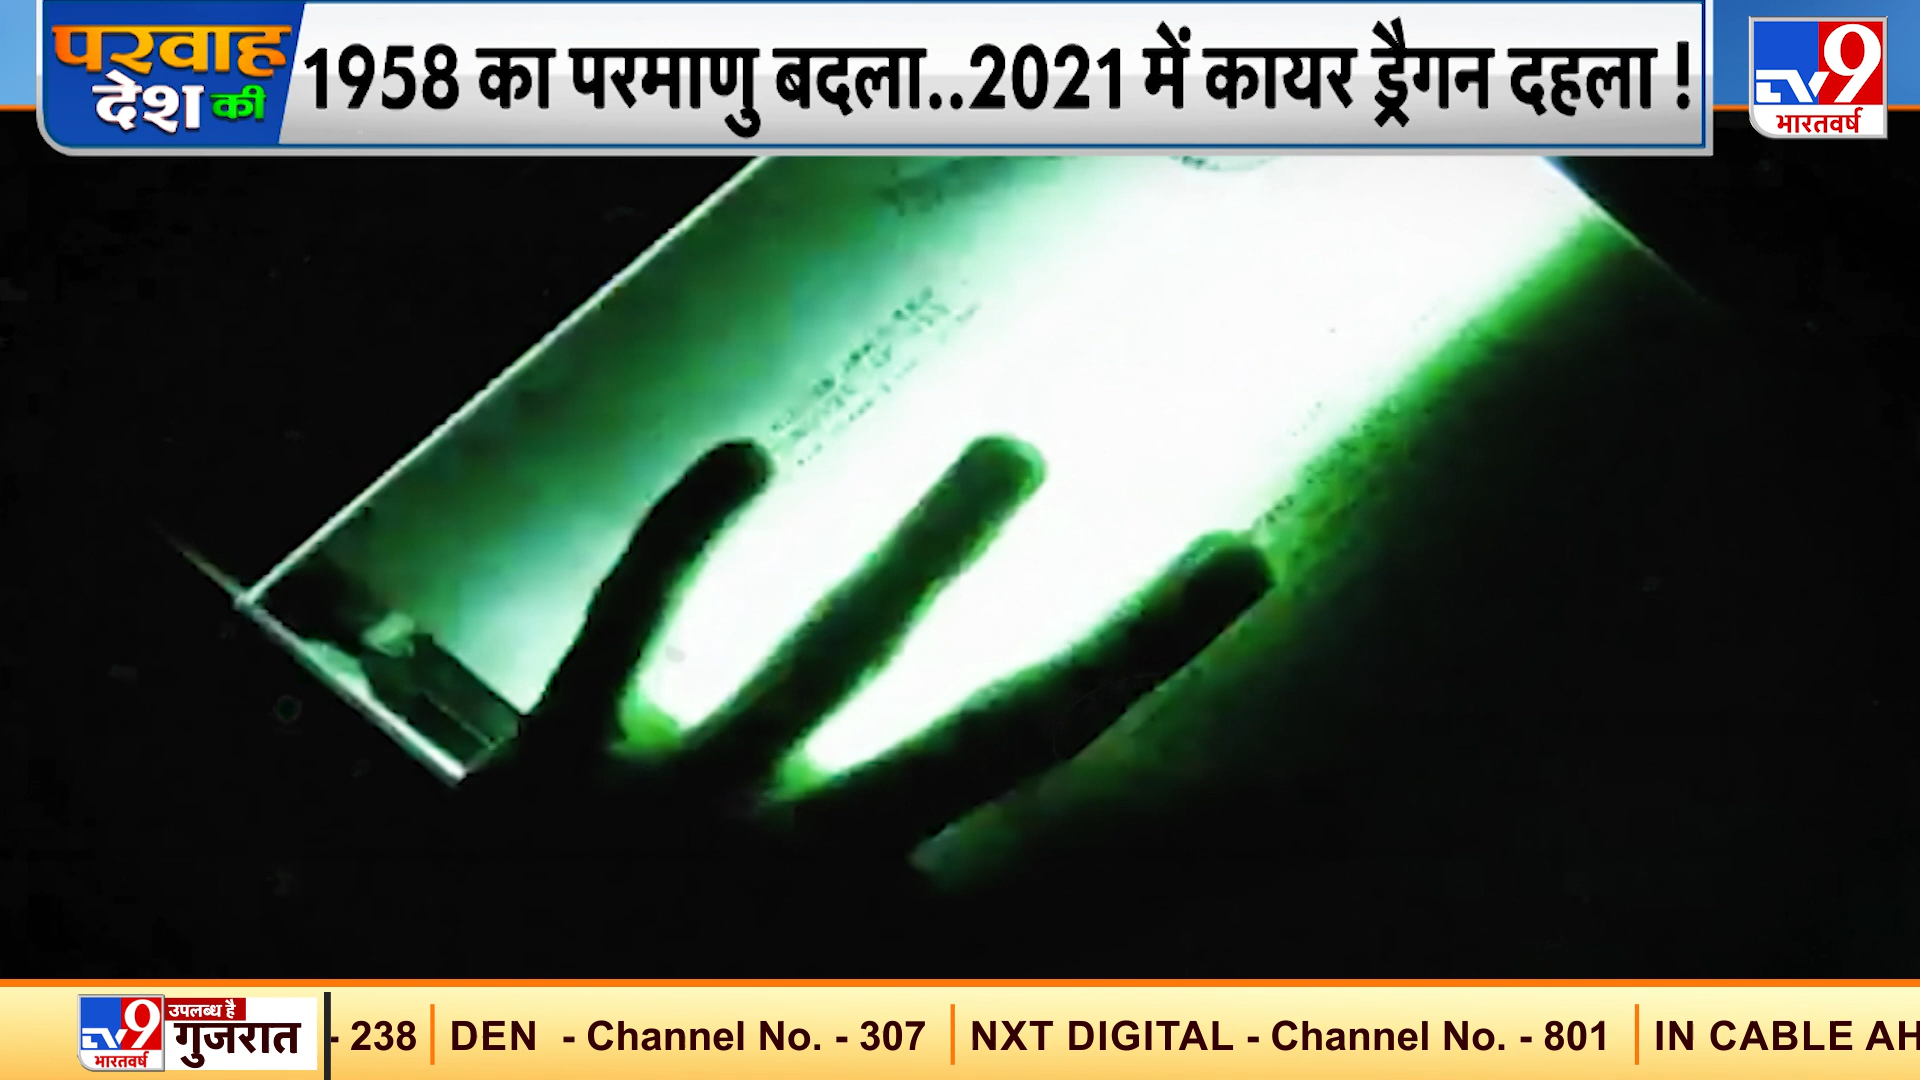 परवाह
देश की
1958 का परमाणु बदला..2021 में कायर ड्रैगन दहला !
TV9
भारतवर्ष
TV9
भारतवर्ष
उपलब्ध है
गुजरात
- 238 | DEN - Channel No. - 307 | NXT DIGITAL - Channel No. - 801 | IN CABLE AH